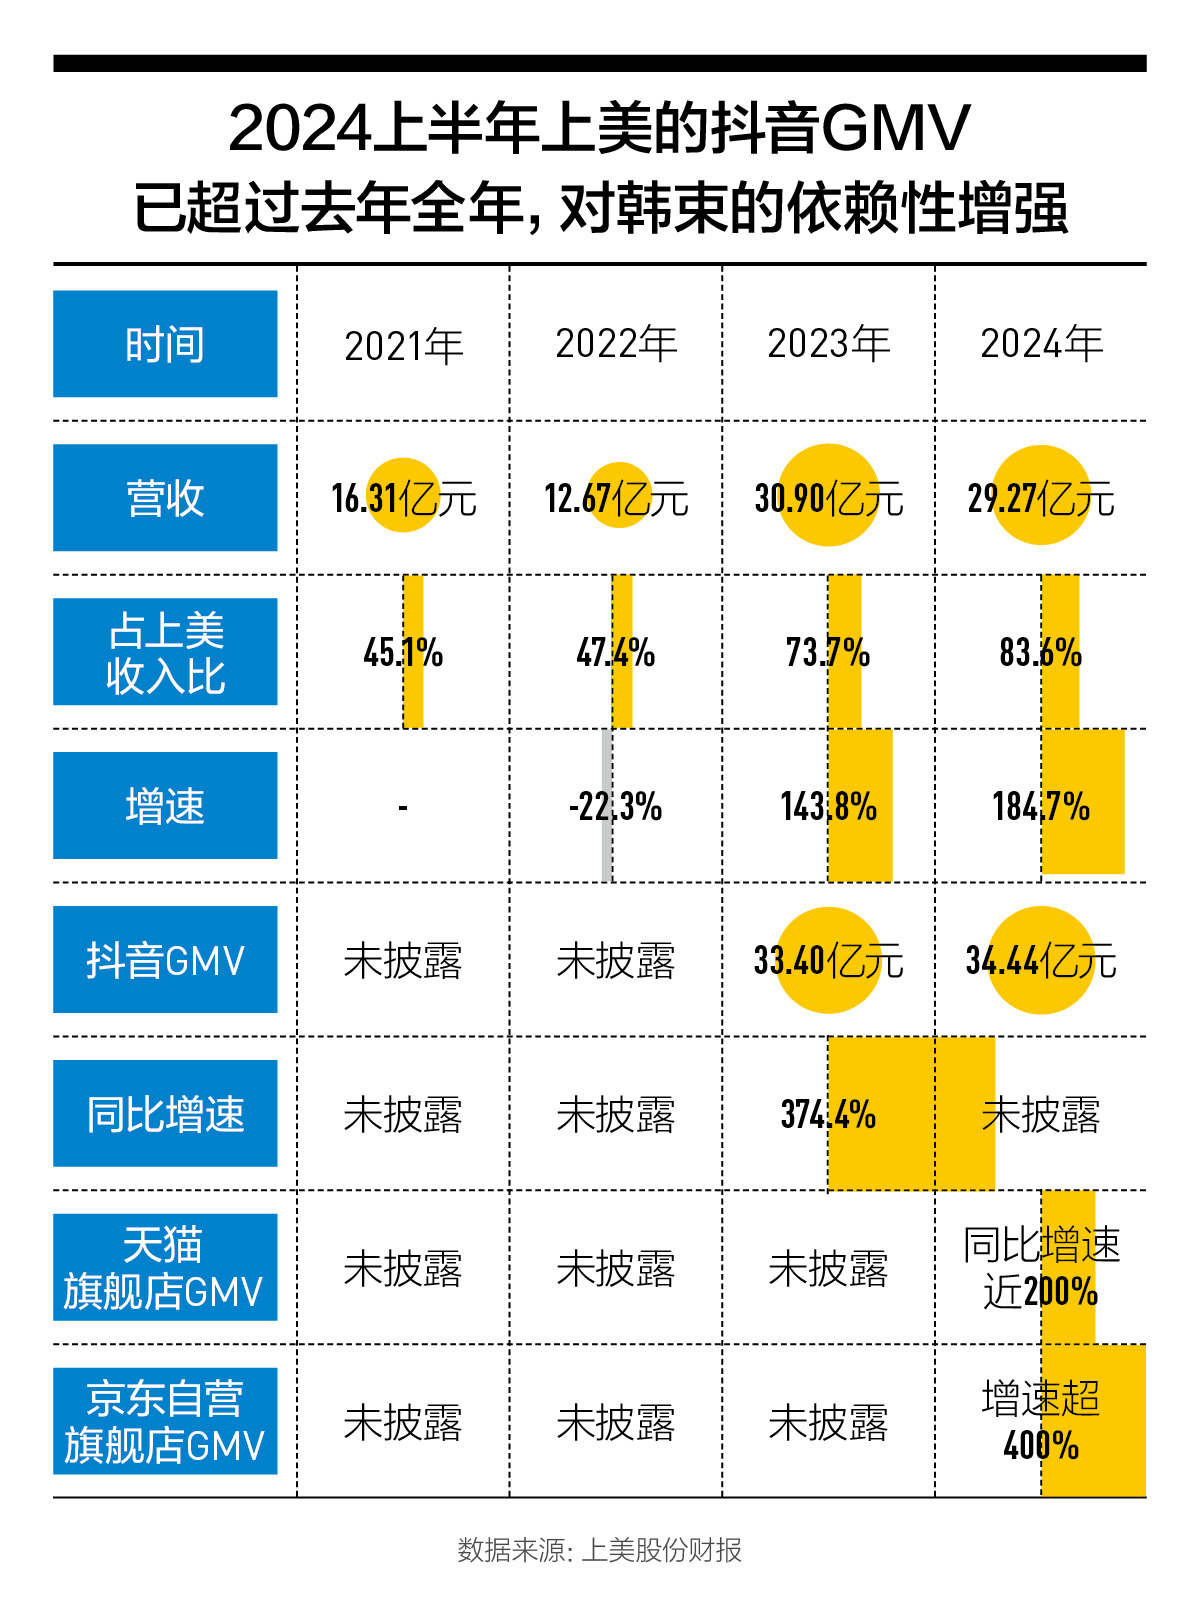 2024上半年上美的抖音GMV
已超过去年全年，对韩束的依赖性增强
时间 2021年 2022年 2023年 2024年
营收 16.31亿元 12.67亿元 30.90亿元 29.27亿元
占上美
收入比 45.1% 47.4% 73.7% 83.6%
增速 - -22.3% 143.8% 184.7%
抖音GMV 未披露 未披露 33.40亿元 34.44亿元
同比增速 未披露 未披露 374.4% 未披露
天猫
旗舰店GMV 未披露 未披露 未披露 同比增速
近200%
京东自营
旗舰店GMV 未披露 未披露 未披露 增速超
400%
数据来源：上美股份财报